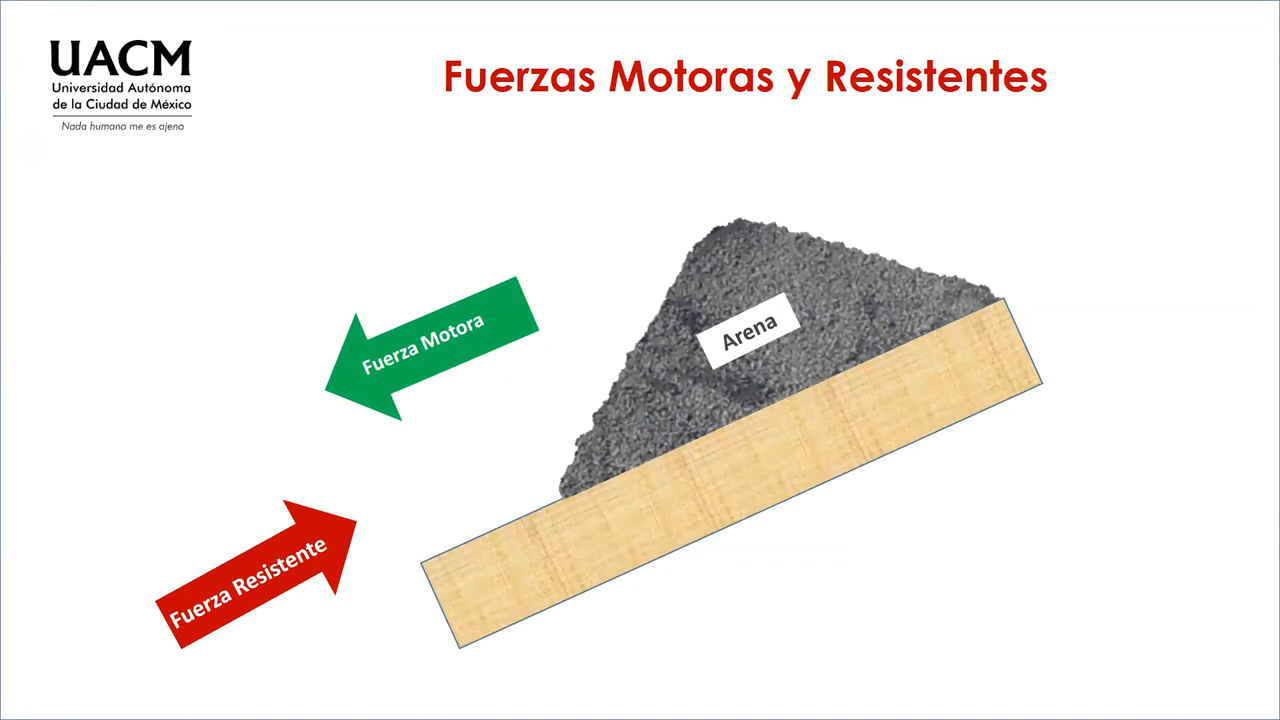 UACM
Universidad Autónoma
de la Ciudad de México
Nada humano me es ajeno
Fuerzas Motoras y Resistentes
Fuerza Motora
Arena
Fuerza Resistente